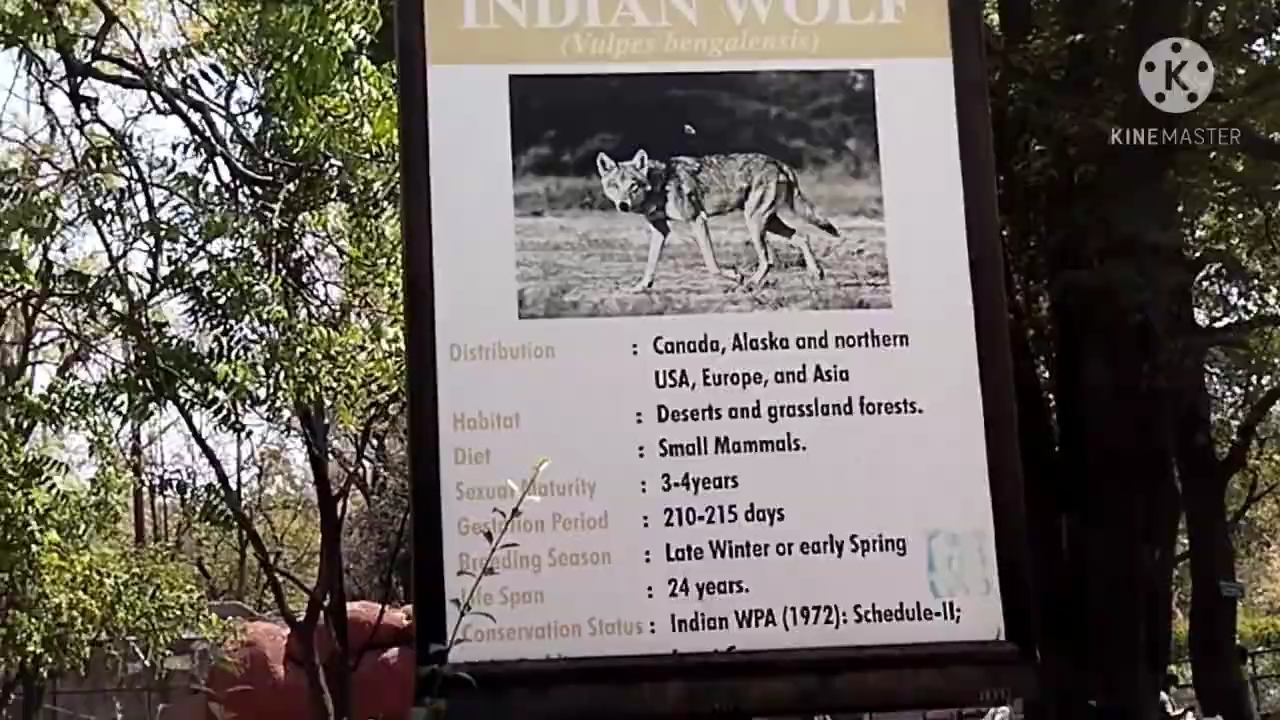 INDIAN WOLF
(Vulpes bengalensis)
KINEMASTER
Distribution : Canada, Alaska and northern
USA, Europe, and Asia
Habitat : Deserts and grassland forests.
Diet : Small Mammals.
Sexual Maturity : 3-4years
Gestation Period : 210-215 days
Breeding Season : Late Winter or early Spring
Life Span : 24 years.
Conservation Status : Indian WPA (1972): Schedule-II;